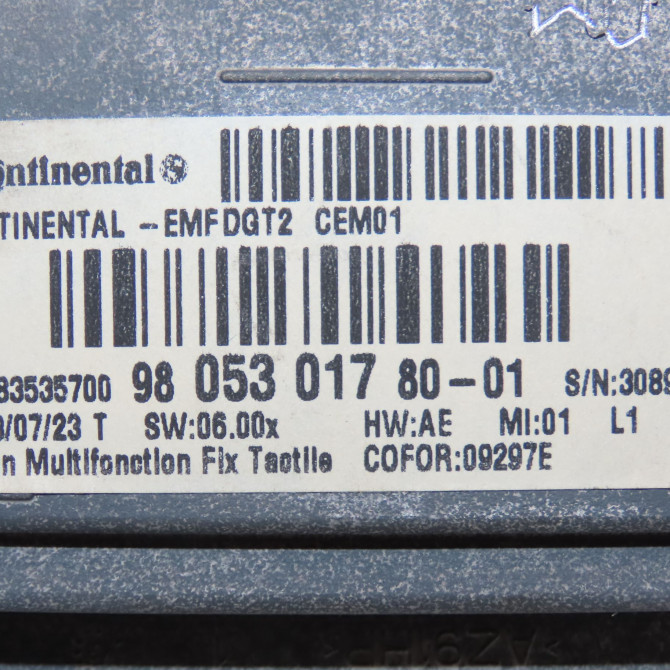 ontinental
TINENTAL -EMFDGT2 CEM01
83535700 98 053 017 80-01 S/N:3089
/07/23 T SW:06.00x HW:AE MI:01 L1
n Multifonction Fix Tactile COFOR:09297E